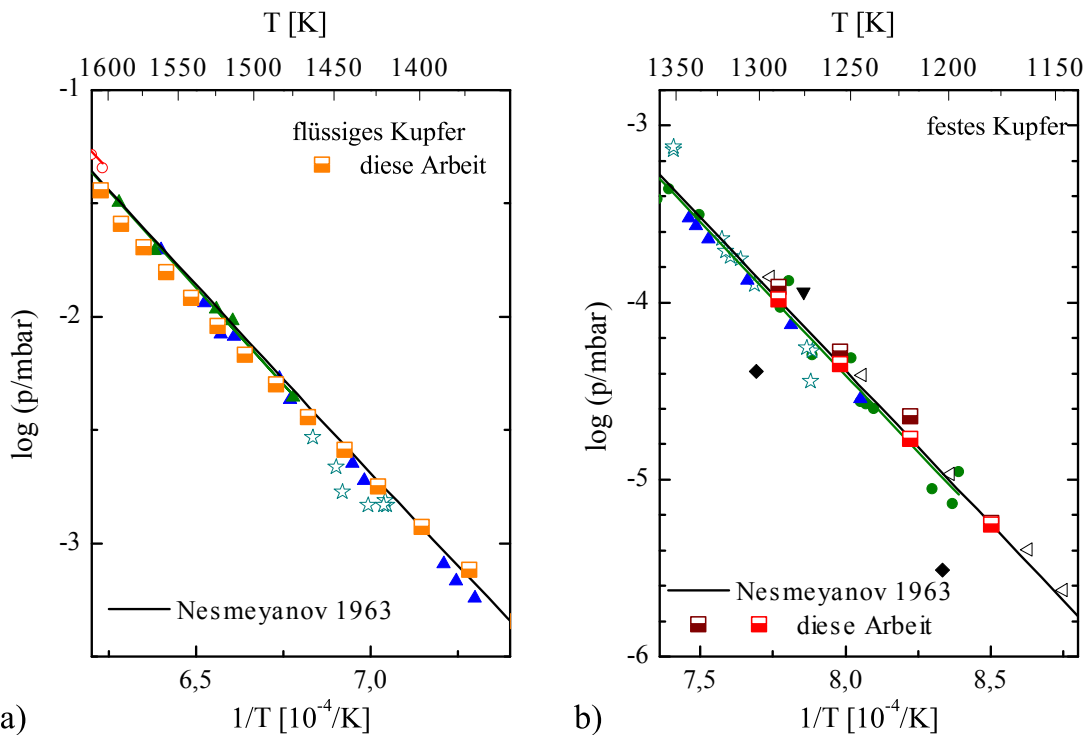 T [K]
1600 1550 1500 1450 1400
-1
flüssiges Kupfer
diese Arbeit
-2
log (p/mbar)
-3
Nesmeyanov 1963
6,5 7,0
1/T [10⁻⁴/K]
a)
T [K]
1350 1300 1250 1200 1150
-3
festes Kupfer
-4
log (p/mbar)
-5
Nesmeyanov 1963
diese Arbeit
-6
7,5 8,0 8,5
1/T [10⁻⁴/K]
b)